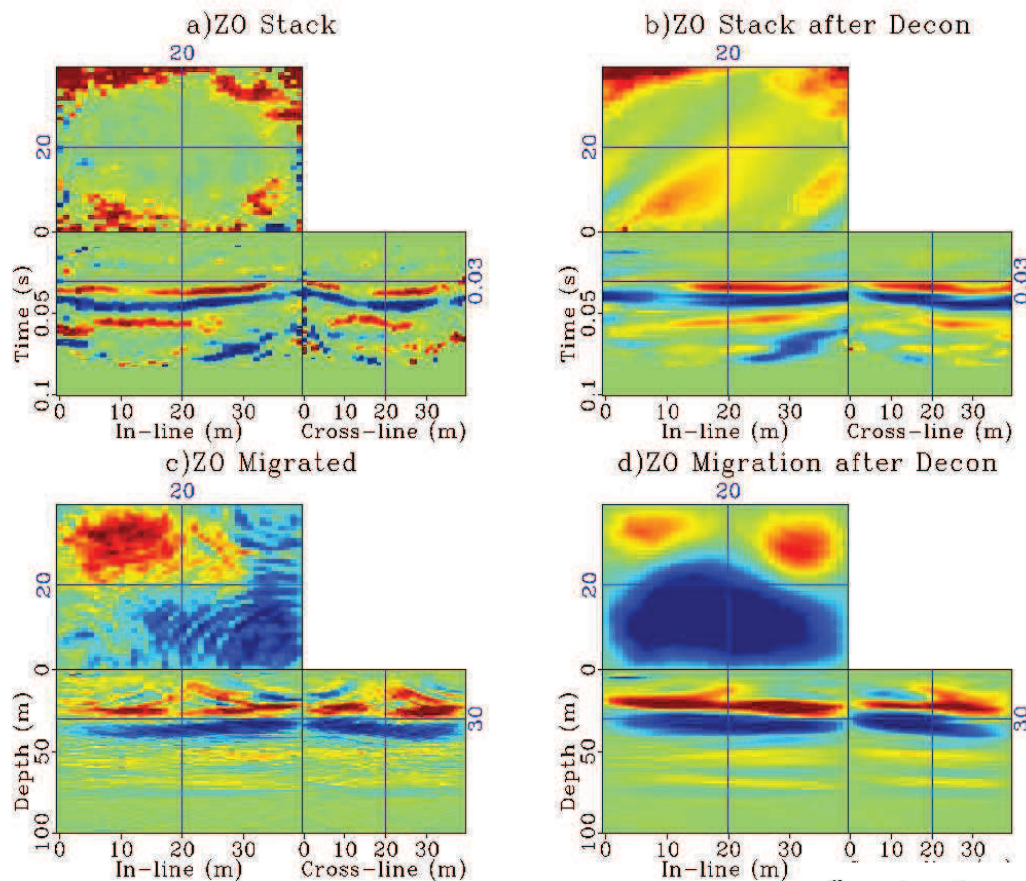 a)ZO Stack
20
20
0
Time (s)
0.05
0.1
0.03
0 10 20 30 0 10 20 30
In-line (m) Cross-line (m)
b)ZO Stack after Decon
20
20
0
Time (s)
0.05
0.1
0.03
0 10 20 30 0 10 20 30
In-line (m) Cross-line (m)
c)ZO Migrated
20
20
0
Depth (m)
50
100
30
0 10 20 30 0 10 20 30
In-line (m) Cross-line (m)
d)ZO Migration after Decon
20
20
0
Depth (m)
50
100
30
0 10 20 30
In-line (m)